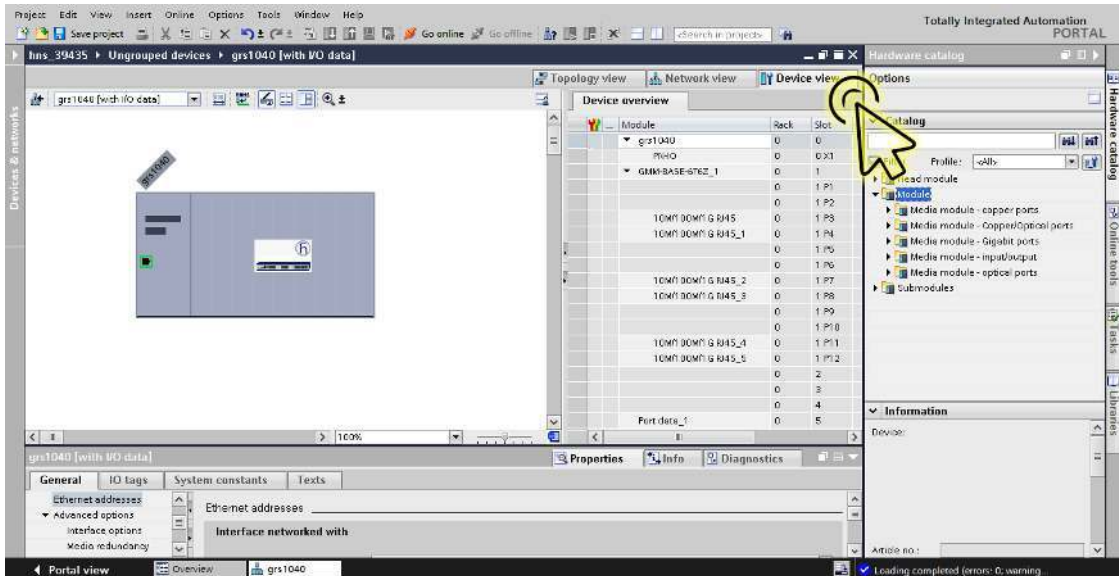 Project Edit View Insert Online Options Tools Window Help
Totally Integrated Automation
PORTAL
Save project
Go online
Go offline
<Search in project>
hns_39435 Ungrouped devices grs1040 [with I/O data]
Hardware catalog
Topology view
Network view
Device view
Options
grs1040 [with I/O data]
Device overview
Module Rack Slot
grs1040 0 0
PN-IO 0 0 X1
GMM-BASE-6T6Z_1 0 1
0 1 P1
0 1 P2
10M/100M/1G RJ45 0 1 P3
10M/100M/1G RJ45_1 0 1 P4
0 1 P5
0 1 P6
10M/100M/1G RJ45_2 0 1 P7
10M/100M/1G RJ45_3 0 1 P8
0 1 P9
0 1 P10
10M/100M/1G RJ45_4 0 1 P11
10M/100M/1G RJ45_5 0 1 P12
0 2
0 3
0 4
Port data_1 0 5
grs1040
100%
Catalog
Profile: <All>
Head module
Module
Media module - copper ports
Media module - Copper/Optical ports
Media module - Gigabit ports
Media module - input/output
Media module - optical ports
Submodules
Information
Device:
Article no.:
Devices & networks
Hardware catalog
Online tools
Tasks
Libraries
grs1040 [with I/O data]
Properties
Info
Diagnostics
General
IO tags
System constants
Texts
Ethernet addresses
Advanced options
Interface options
Media redundancy
Ethernet addresses
Interface networked with
Portal view
Overview
grs1040
Loading completed (errors: 0; warning...